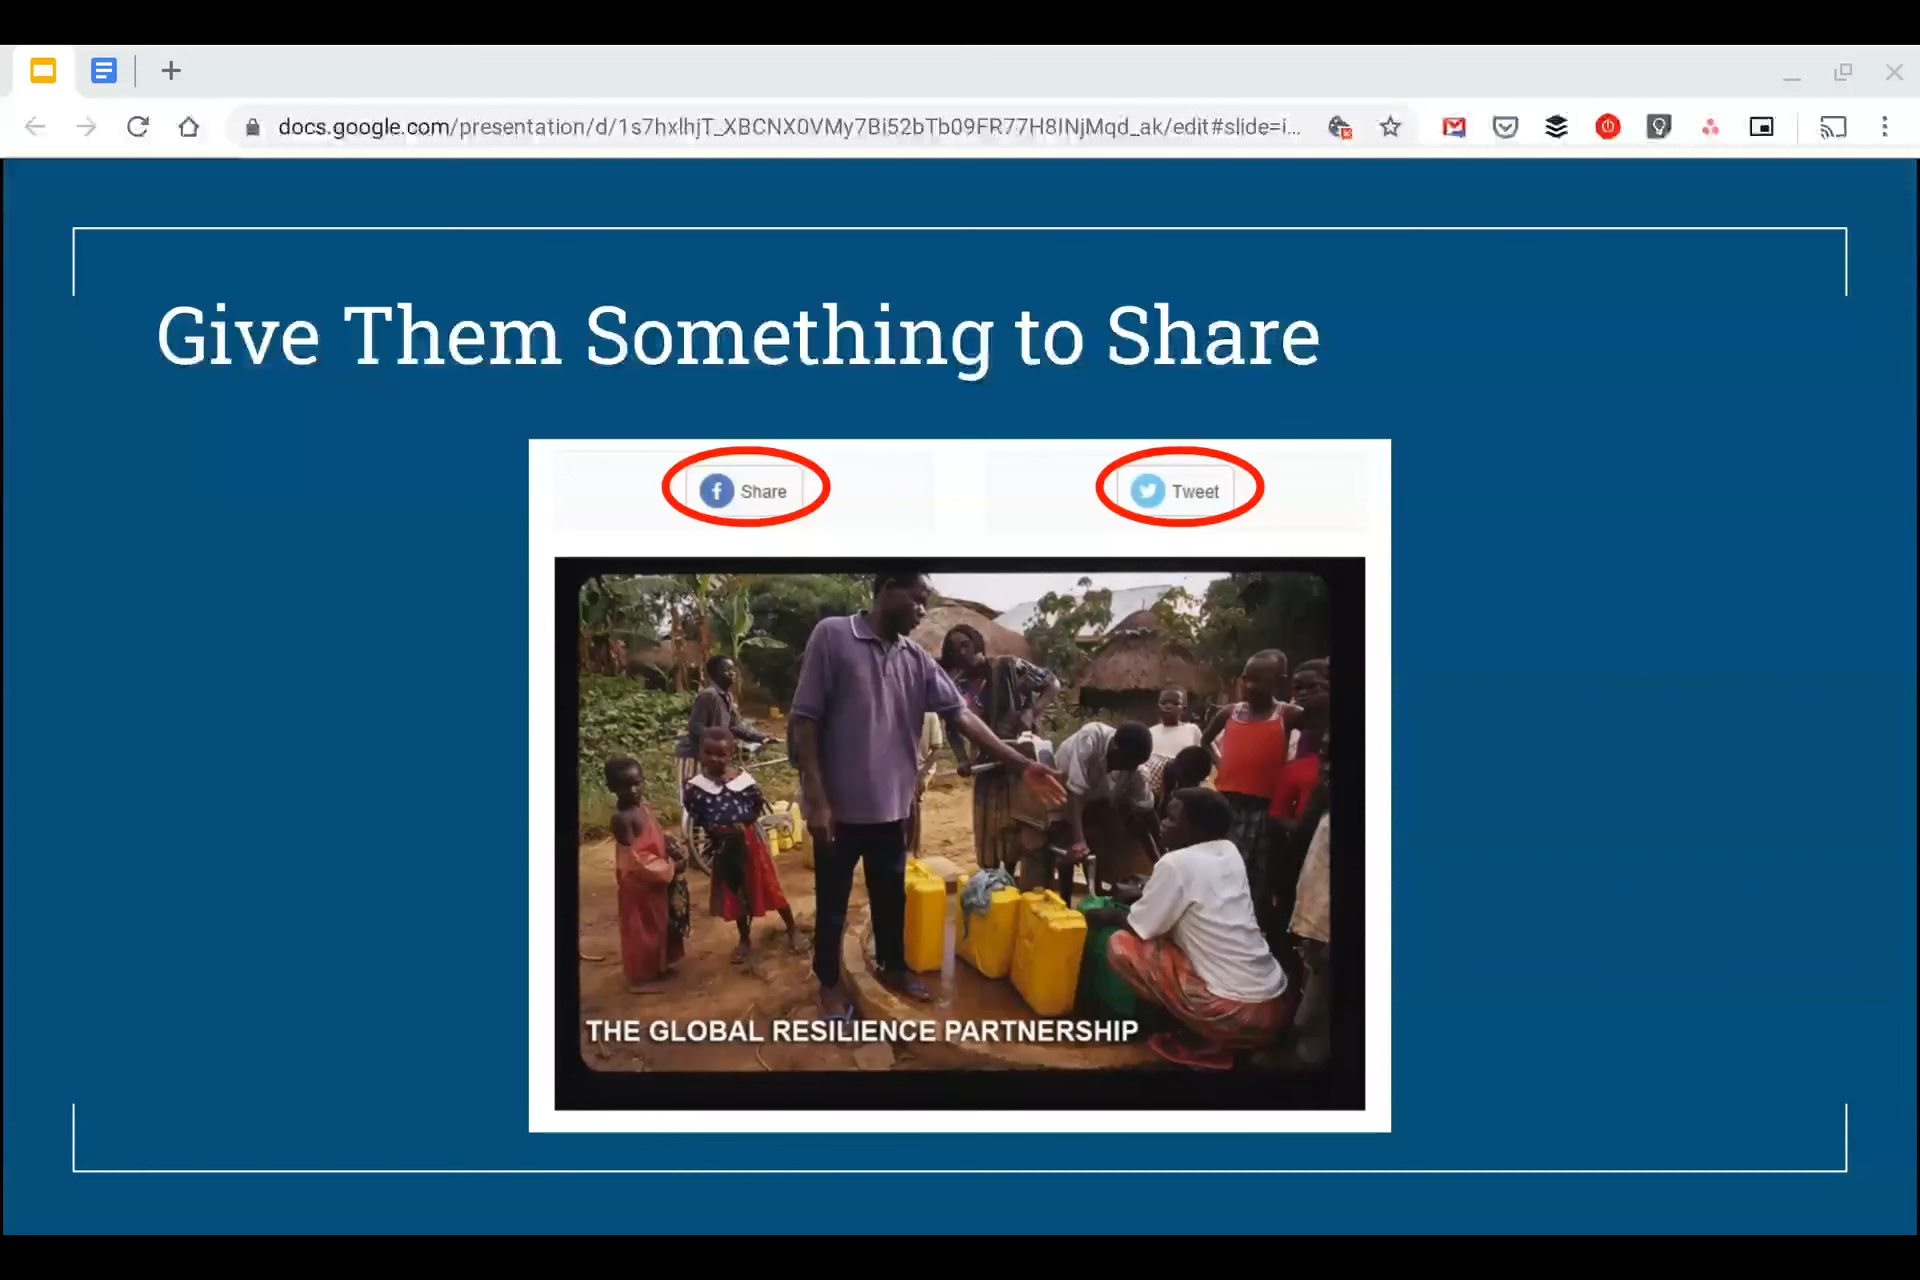 docs.google.com/presentation/d/1s7hxlhjT_XBCNX0VMy7Bi52bTb09FR77H8INjMqd_ak/edit#slide=i...
Give Them Something to Share
Share
Tweet
THE GLOBAL RESILIENCE PARTNERSHIP